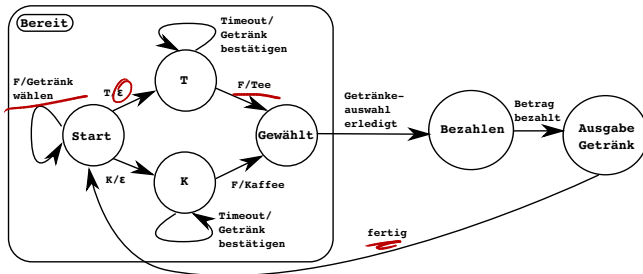 Bereit
Timeout/
Getränk
bestätigen
F/Getränk
wählen
T/ε
T
F/Tee
Start
Gewählt
Getränke-
auswahl
erledigt
Bezahlen
Betrag
bezahlt
Ausgabe
Getränk
K/ε
K
F/Kaffee
Timeout/
Getränk
bestätigen
fertig